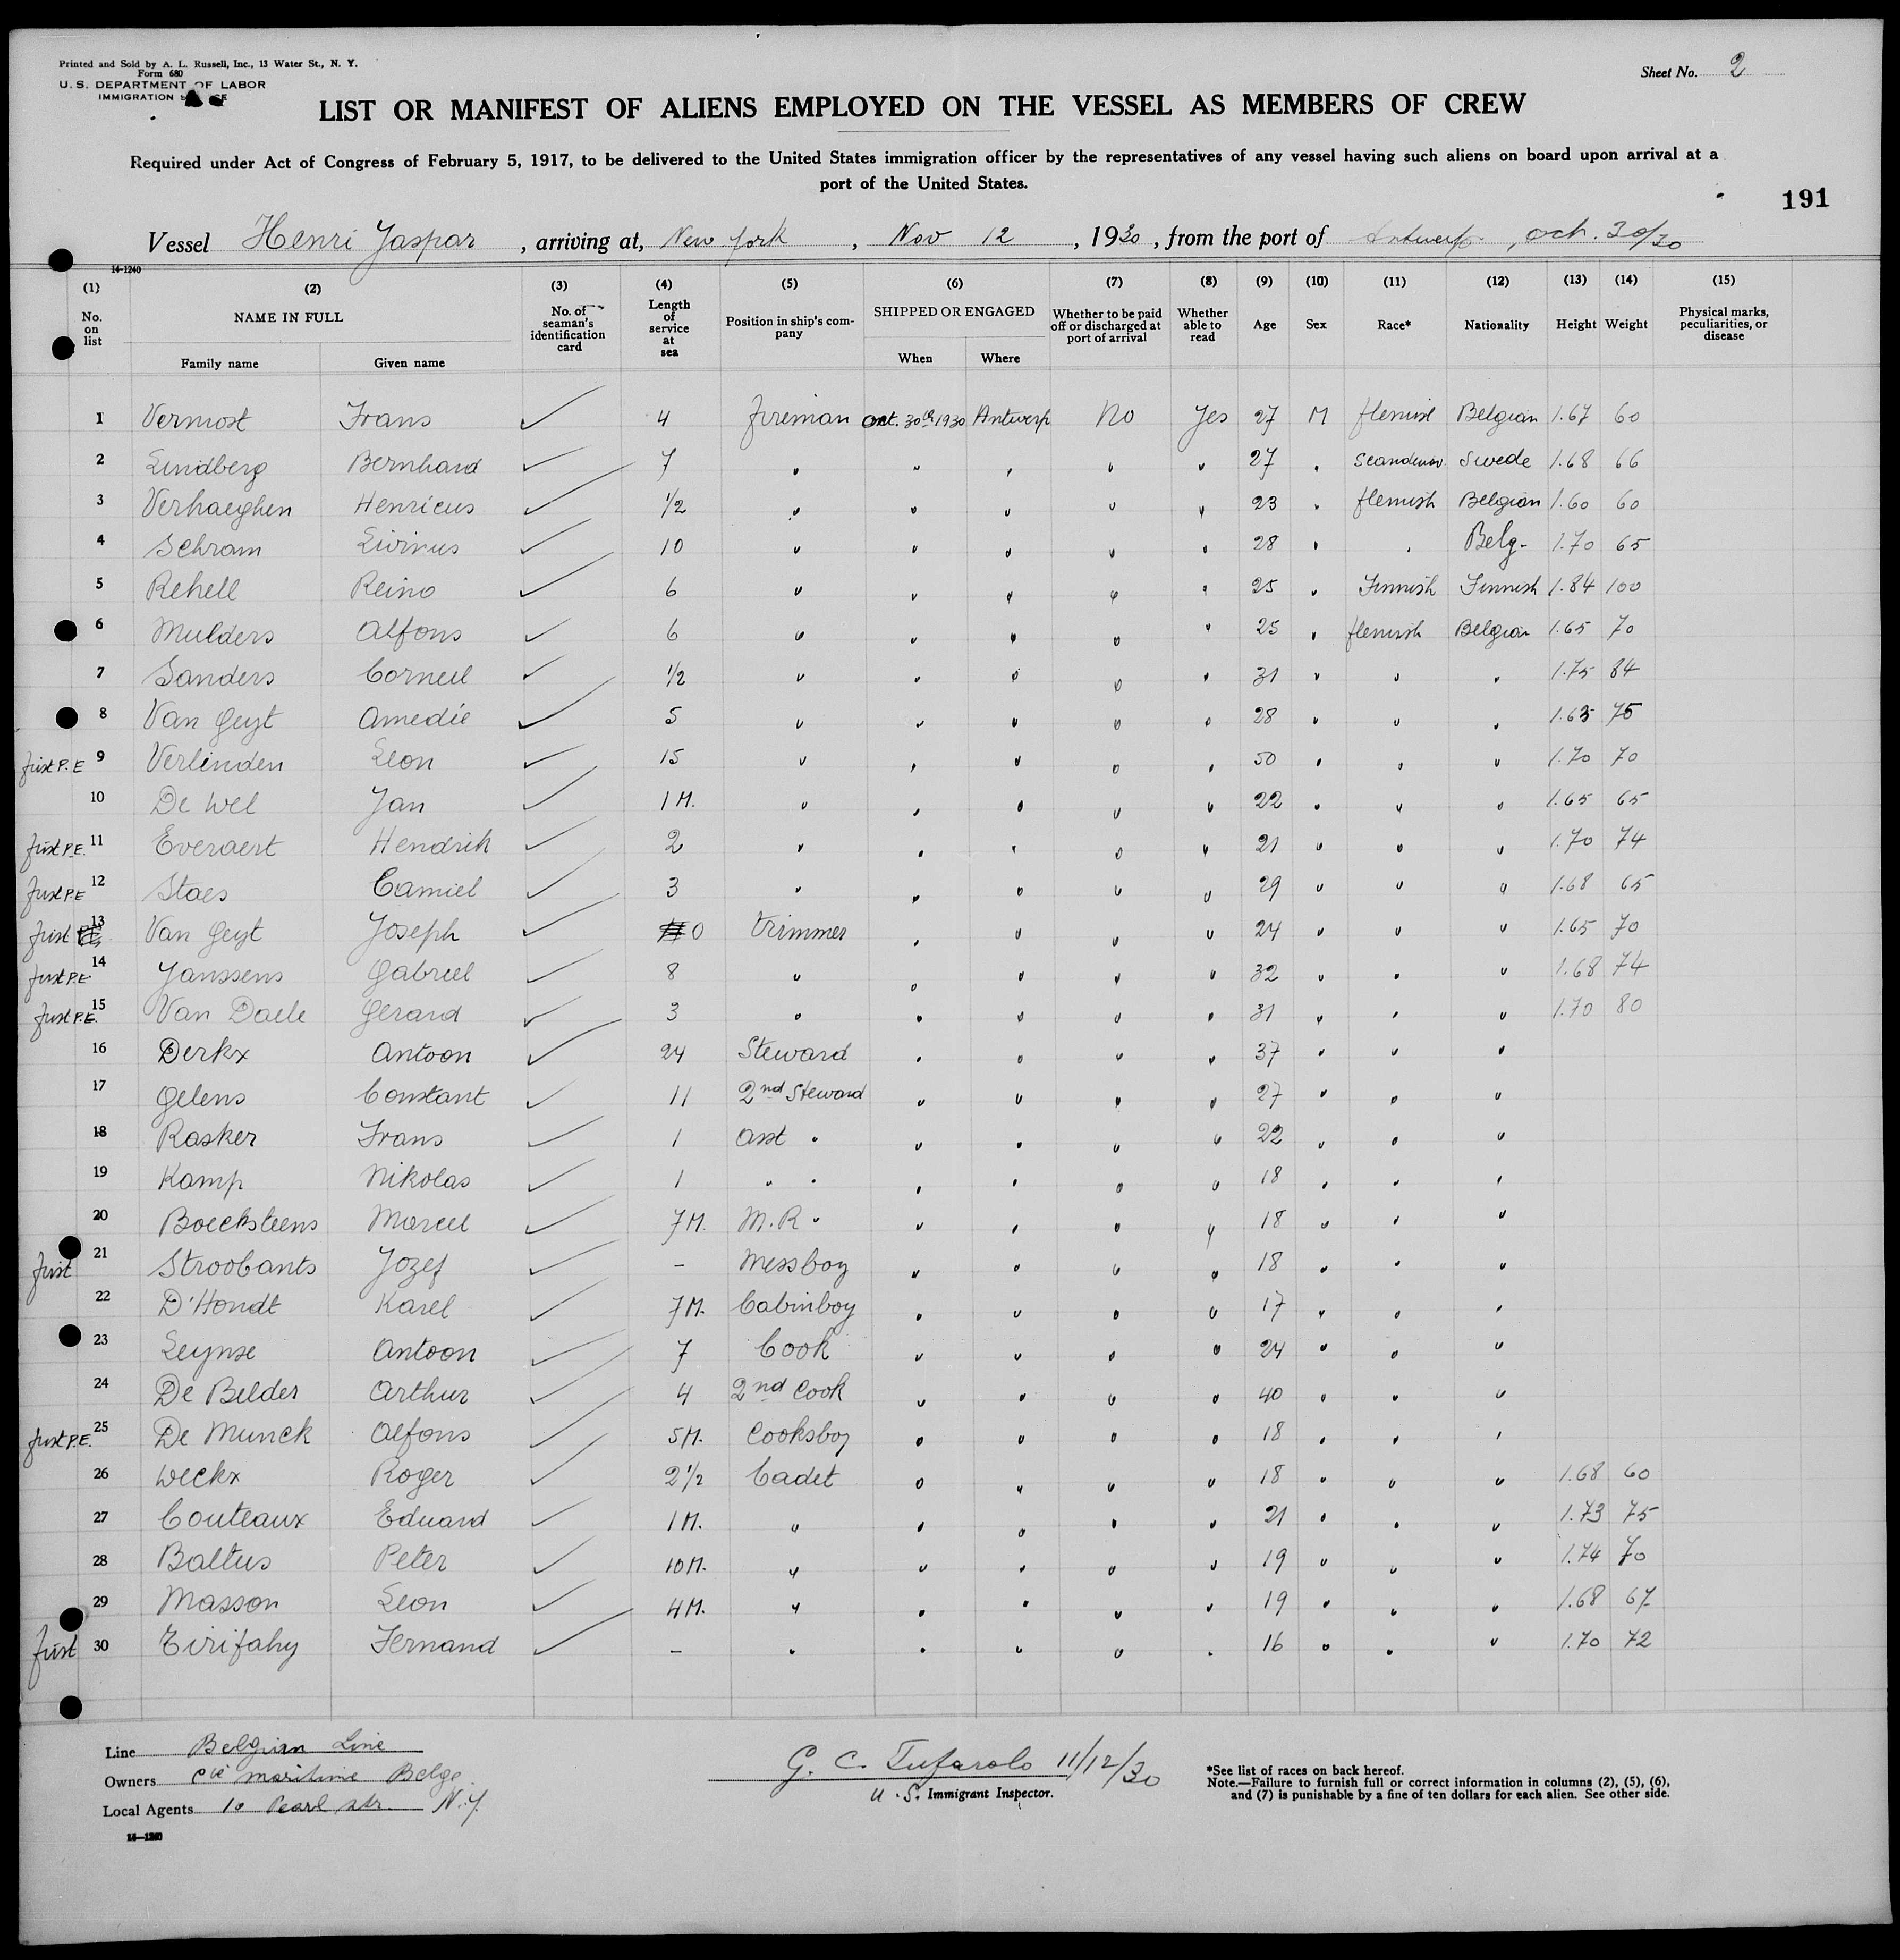 Printed and Sold by A. L. Russell, Inc., 13 Water St., N. Y.
Form 680
U. S. DEPARTMENT OF LABOR
IMMIGRATION
Sheet No. 2
LIST OR MANIFEST OF ALIENS EMPLOYED ON THE VESSEL AS MEMBERS OF CREW
Required under Act of Congress of February 5, 1917, to be delivered to the United States immigration officer by the representatives of any vessel having such aliens on board upon arrival at a
port of the United States.
191
Vessel Henri Jaspar, arriving at, New York, Nov 12, 1930, from the port of Antwerp, oct. 30/30
14-1240
(1) (2) (3) (4) (5) (6) (7) (8) (9) (10) (11) (12) (13) (14) (15)
No. on list NAME IN FULL Family name Given name No. of seaman's identification card Length of service at sea Position in ship's company SHIPPED OR ENGAGED When Where Whether to be paid off or discharged at port of arrival Whether able to read Age Sex Race* Nationality Height Weight Physical marks, peculiarities, or disease
1 Vermost Frans ✓ 4 fireman oct. 30th 1930 Antwerp No Yes 27 M flemish Belgian 1.67 60
2 Lindberg Bernhard ✓ 7 " " " " " 27 " Scandinav. Swede 1.68 66
3 Verhaeghen Henricus ✓ 1/2 " " " " " 23 " flemish Belgian 1.60 60
4 Schram Livinus ✓ 10 " " " " " 28 " " Belg. 1.70 65
5 Rehell Reino ✓ 6 " " " " " 25 " Finnish Finnish 1.84 100
6 Mulders Alfons ✓ 6 " " " " " 25 " flemish Belgian 1.65 70
7 Sanders Corneel ✓ 1/2 " " " " " 31 " " " 1.75 84
8 Van Geyt Amedie ✓ 5 " " " " " 28 " " " 1.63 75
first P.E 9 Verlinden Leon ✓ 15 " " " " " 50 " " " 1.70 70
10 De Wel Jan ✓ 1 M. " " " " " 22 " " " 1.65 65
first P.E. 11 Everaert Hendrik ✓ 2 " " " " " 21 " " " 1.70 74
first P.E 12 Staes Camiel ✓ 3 " " " " " 29 " " " 1.68 65
first 13 Van Geyt Joseph ✓ 0 trimmer " " " " 24 " " " 1.65 70
first P.E. 14 Janssens Gabriel ✓ 8 " " " " " 32 " " " 1.68 74
first P.E. 15 Van Daele Gerard ✓ 3 " " " " " 31 " " " 1.70 80
16 Derkx Antoon ✓ 24 Steward " " " " 37 " " "
17 Gelens Constant ✓ 11 2nd Steward " " " " 27 " " "
18 Rasker Frans ✓ 1 asst " " " " " 22 " " "
19 Kamp Nikolas ✓ 1 " " " " " " 18 " " "
20 Boecksteens Marcel ✓ 7 M. M.R " " " " " 18 " " "
first 21 Stroobants Jozef ✓ - Messboy " " " " 18 " " "
22 D'Hondt Karel ✓ 7 M. Cabinboy " " " " 17 " " "
23 Leynse Antoon ✓ 7 Cook " " " " 24 " " "
24 De Belder Arthur ✓ 4 2nd Cook " " " " 40 " " "
first P.E. 25 De Munck Alfons ✓ 5 M. Cooksboy " " " " 18 " " "
26 Weckx Roger ✓ 2 1/2 Cadet " " " " 18 " " " 1.68 60
27 Couteaux Eduard ✓ 1 M. " " " " " 21 " " " 1.73 75
28 Baltus Peter ✓ 10 M. " " " " " 19 " " " 1.74 70
29 Masson Leon ✓ 4 M. " " " " " 19 " " " 1.68 67
first 30 Tirifahy Fernand ✓ - " " " " " 16 " " " 1.70 72
Line Belgian Line
Owners Cie maritime Belge
Local Agents 10 Pearl str. N.Y.
14-1240
G. C. Tufarolo 11/12/30
U. S. Immigrant Inspector.
*See list of races on back hereof.
Note.—Failure to furnish full or correct information in columns (2), (5), (6),
and (7) is punishable by a fine of ten dollars for each alien. See other side.